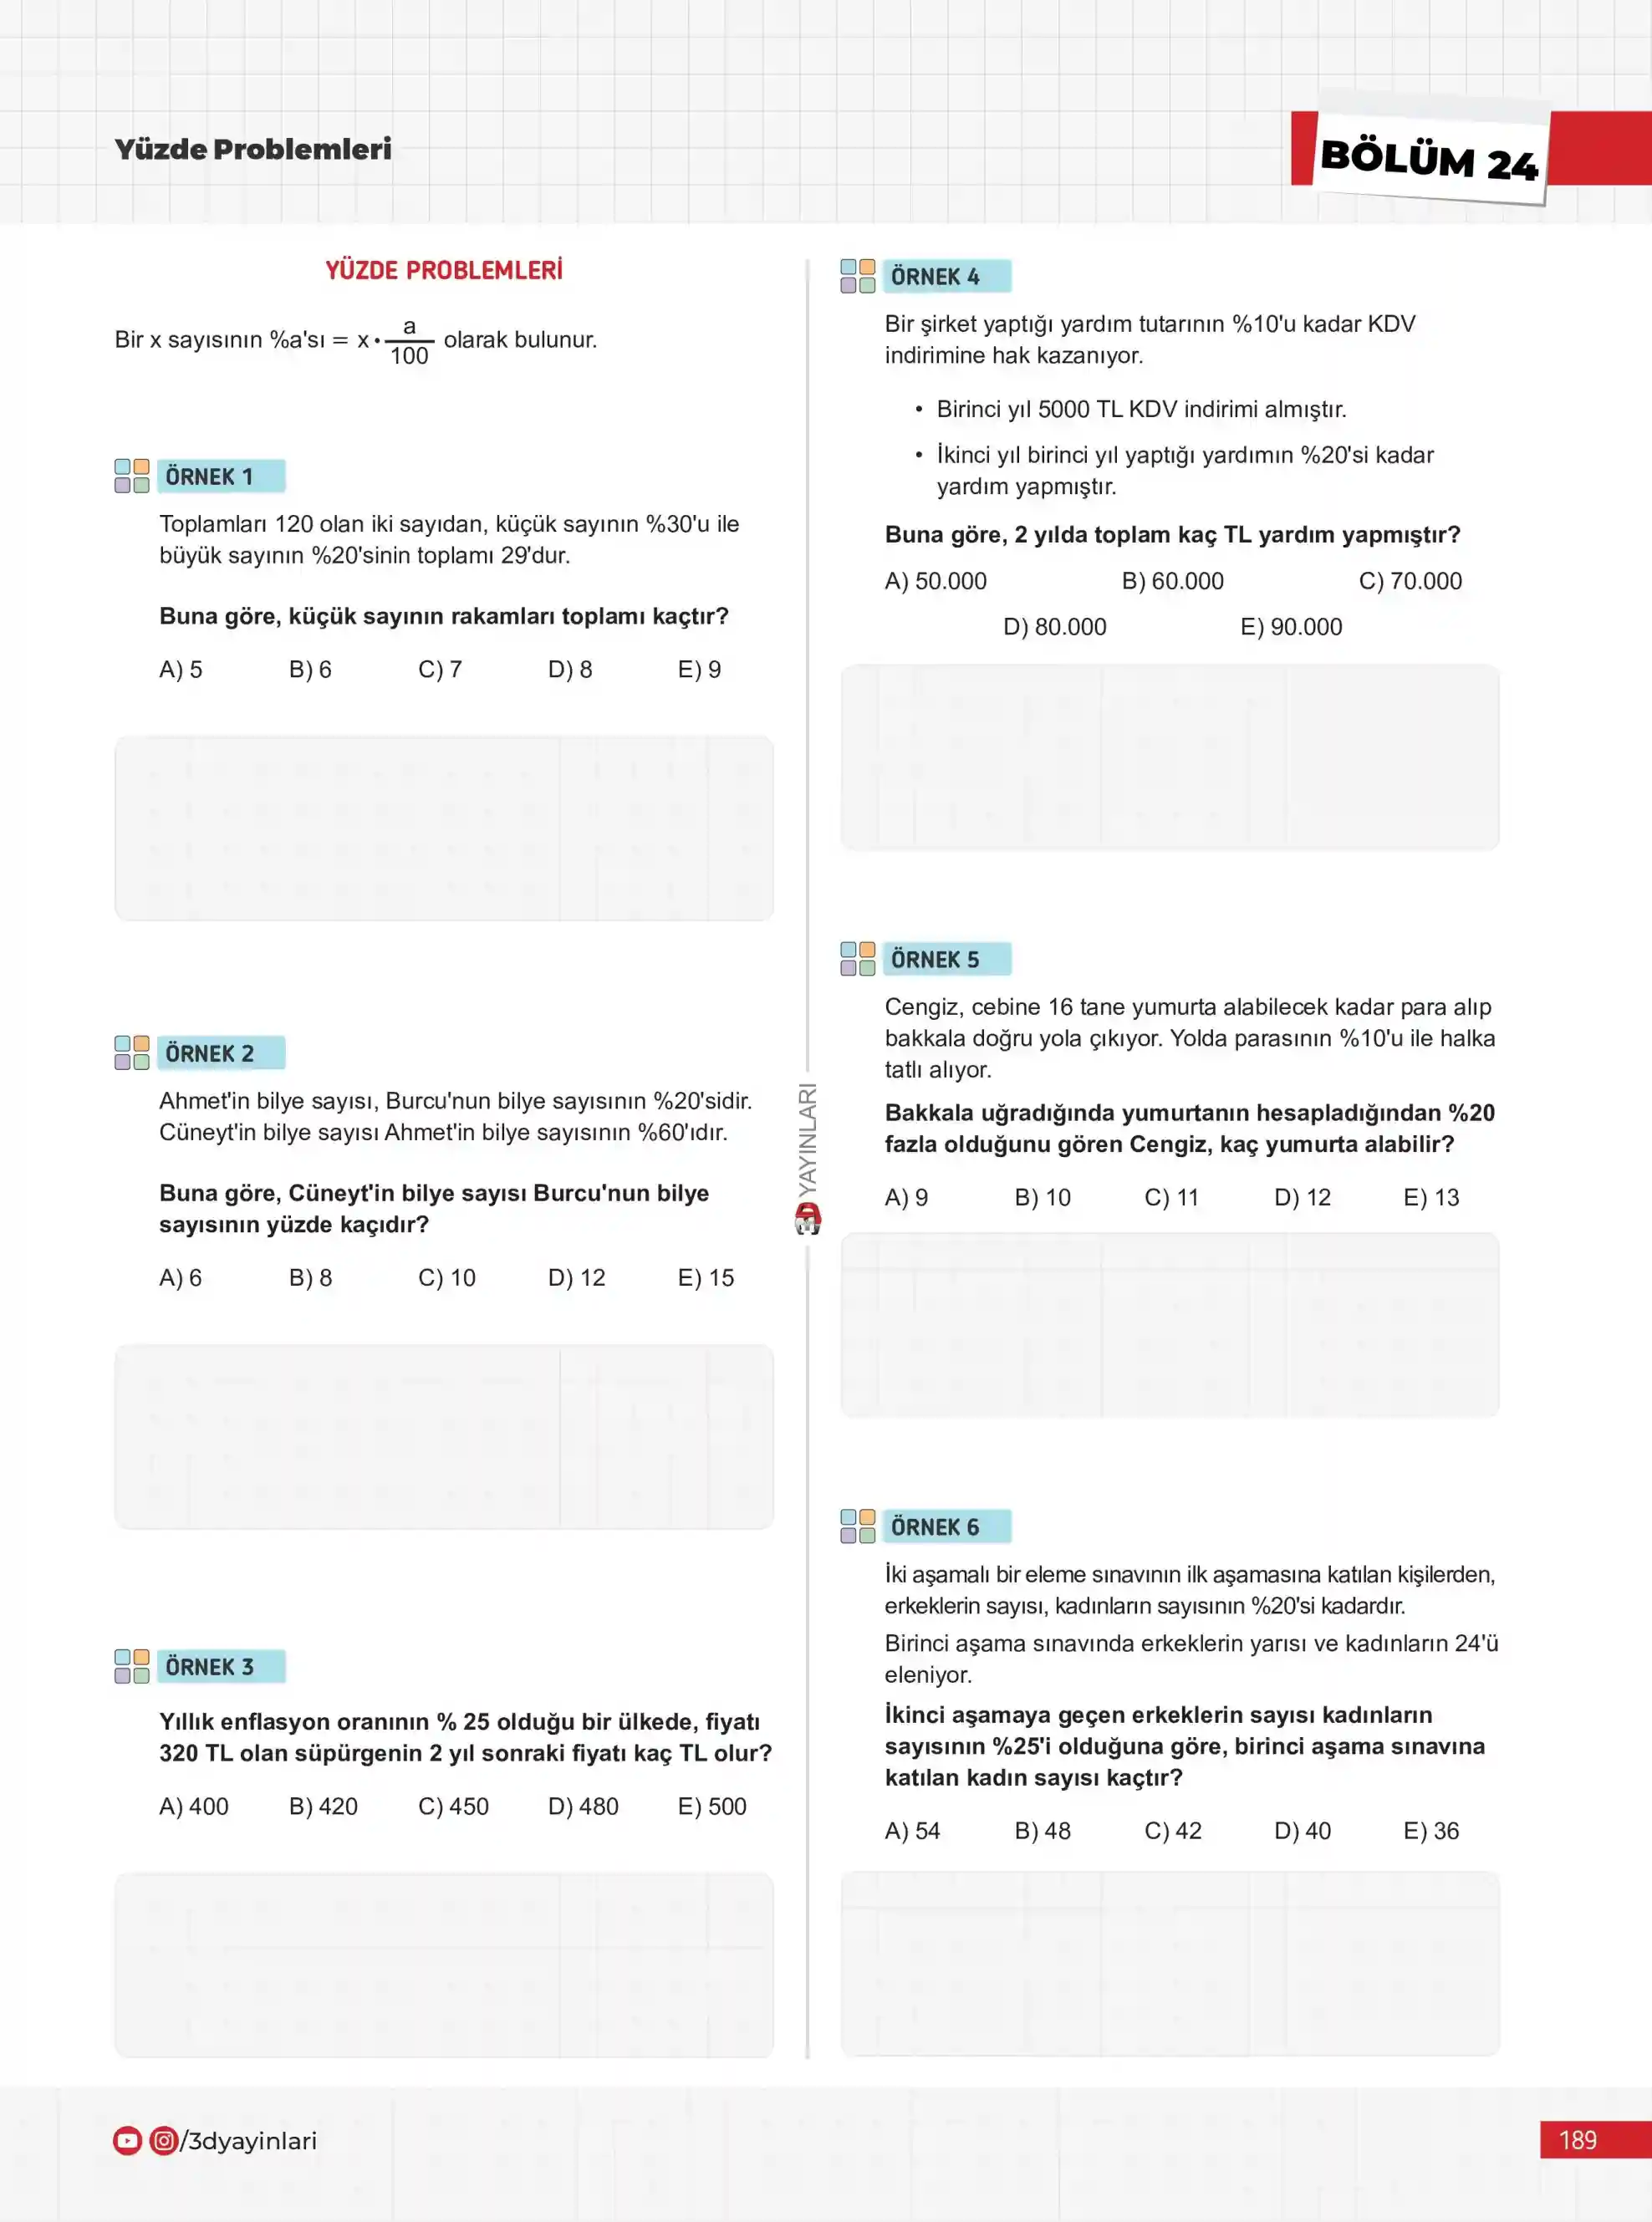 Yüzde Problemleri
BÖLÜM 24
YÜZDE PROBLEMLERİ
Bir x sayısının %a'sı = x • a/100 olarak bulunur.
ÖRNEK 1
Toplamları 120 olan iki sayıdan, küçük sayının %30'u ile
büyük sayının %20'sinin toplamı 29'dur.
Buna göre, küçük sayının rakamları toplamı kaçtır?
A) 5 B) 6 C) 7 D) 8 E) 9
ÖRNEK 2
Ahmet'in bilye sayısı, Burcu'nun bilye sayısının %20'sidir.
Cüneyt'in bilye sayısı Ahmet'in bilye sayısının %60'ıdır.
Buna göre, Cüneyt'in bilye sayısı Burcu'nun bilye
sayısının yüzde kaçıdır?
A) 6 B) 8 C) 10 D) 12 E) 15
ÖRNEK 3
Yıllık enflasyon oranının % 25 olduğu bir ülkede, fiyatı
320 TL olan süpürgenin 2 yıl sonraki fiyatı kaç TL olur?
A) 400 B) 420 C) 450 D) 480 E) 500
YAYINLARI
ÖRNEK 4
Bir şirket yaptığı yardım tutarının %10'u kadar KDV
indirimine hak kazanıyor.
• Birinci yıl 5000 TL KDV indirimi almıştır.
• İkinci yıl birinci yıl yaptığı yardımın %20'si kadar
yardım yapmıştır.
Buna göre, 2 yılda toplam kaç TL yardım yapmıştır?
A) 50.000 B) 60.000 C) 70.000
D) 80.000 E) 90.000
ÖRNEK 5
Cengiz, cebine 16 tane yumurta alabilecek kadar para alıp
bakkala doğru yola çıkıyor. Yolda parasının %10'u ile halka
tatlı alıyor.
Bakkala uğradığında yumurtanın hesapladığından %20
fazla olduğunu gören Cengiz, kaç yumurta alabilir?
A) 9 B) 10 C) 11 D) 12 E) 13
ÖRNEK 6
İki aşamalı bir eleme sınavının ilk aşamasına katılan kişilerden,
erkeklerin sayısı, kadınların sayısının %20'si kadardır.
Birinci aşama sınavında erkeklerin yarısı ve kadınların 24'ü
eleniyor.
İkinci aşamaya geçen erkeklerin sayısı kadınların
sayısının %25'i olduğuna göre, birinci aşama sınavına
katılan kadın sayısı kaçtır?
A) 54 B) 48 C) 42 D) 40 E) 36
/3dyayinlari
189